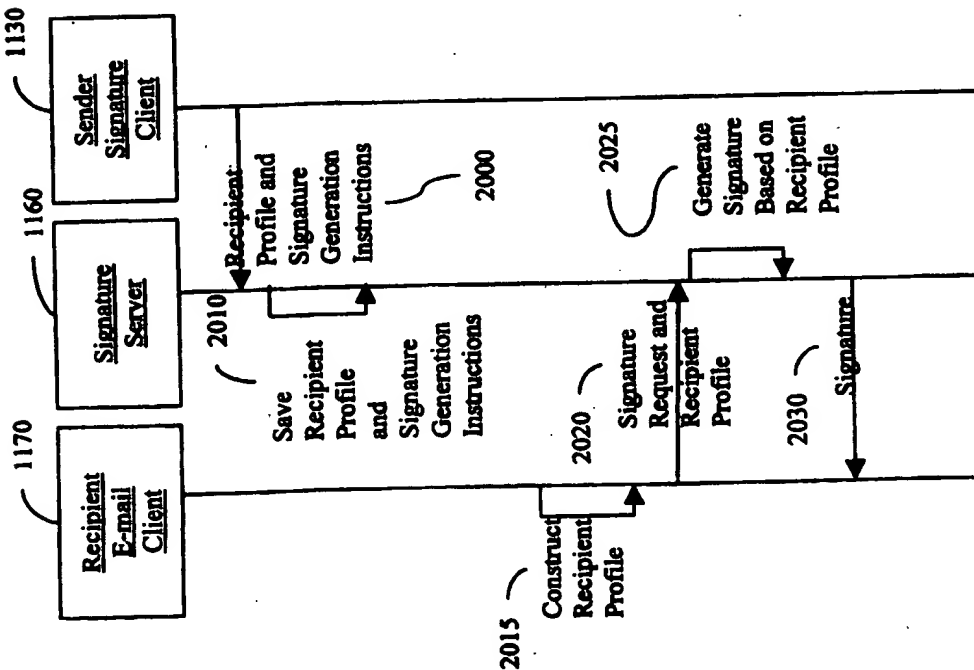 1170
1160
1130
Recipient
E-mail
Client
Signature
Server
Sender
Signature
Client
2010
Recipient
Profile and
Signature
Generation
Instructions
2000
Save
Recipient
Profile
and
Signature
Generation
Instructions
2015
Construct
Recipient
Profile
2020
Signature
Request and
Recipient
Profile
2025
Generate
Signature
Based on
Recipient
Profile
2030
Signature